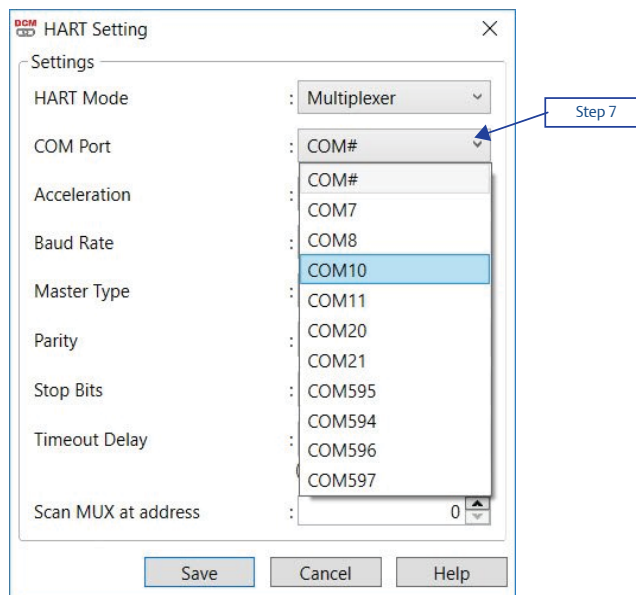 DCM HART Setting
Settings
HART Mode : Multiplexer
Step 7
COM Port : COM#
COM#
Acceleration :
COM7
Baud Rate :
COM8
COM10
Master Type :
COM11
Parity :
COM20
COM21
Stop Bits :
COM595
COM594
Timeout Delay :
COM596
(
COM597
Scan MUX at address : 0
Save Cancel Help